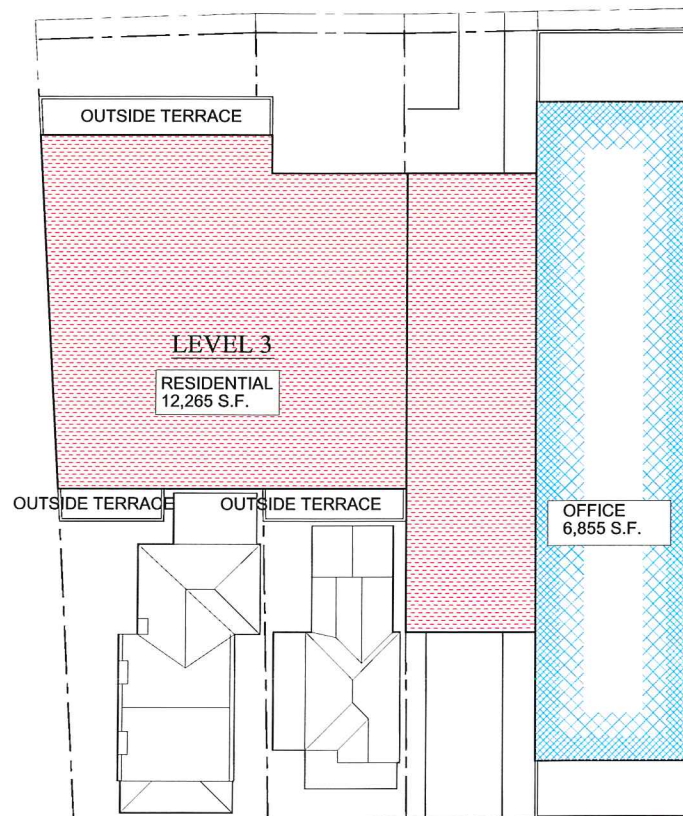 OUTSIDE TERRACE
LEVEL 3
RESIDENTIAL
12,265 S.F.
OUTSIDE TERRACE
OUTSIDE TERRACE
OFFICE
6,855 S.F.